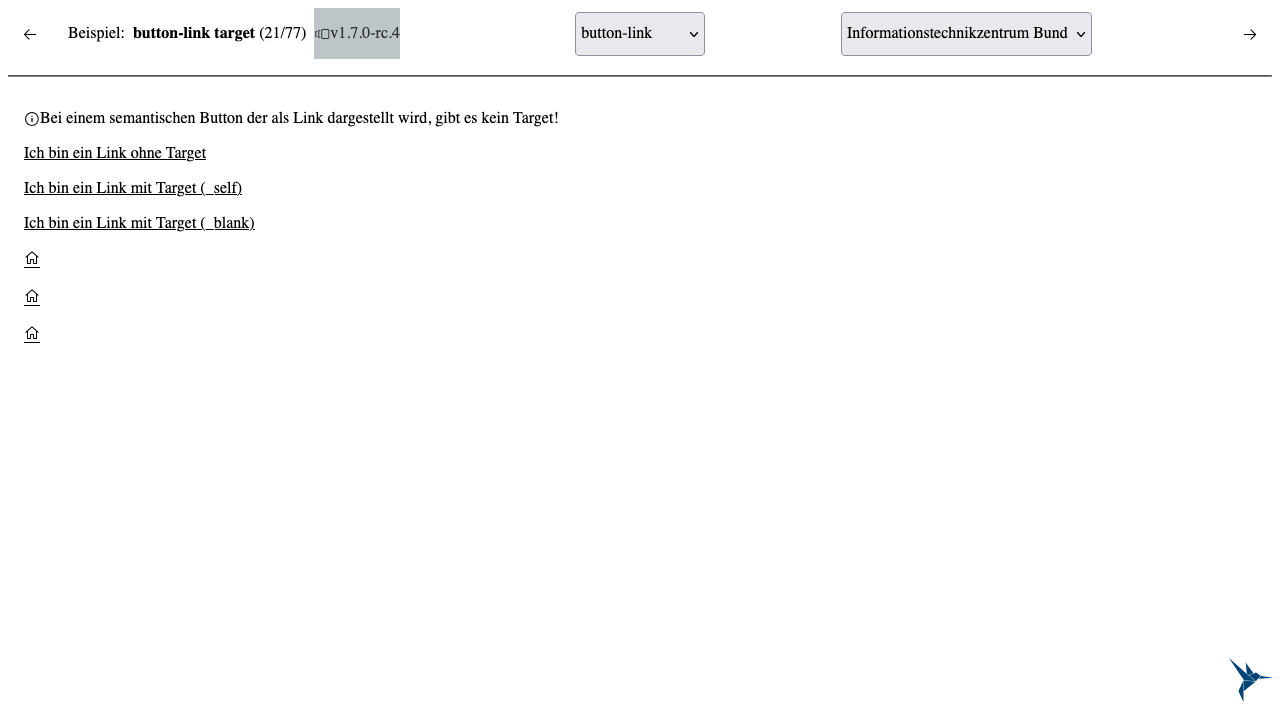 Beispiel: button-link target (21/77) v1.7.0-rc.4 button-link Informationstechnikzentrum Bund
Bei einem semantischen Button der als Link dargestellt wird, gibt es kein Target!
Ich bin ein Link ohne Target
Ich bin ein Link mit Target (_self)
Ich bin ein Link mit Target (_blank)